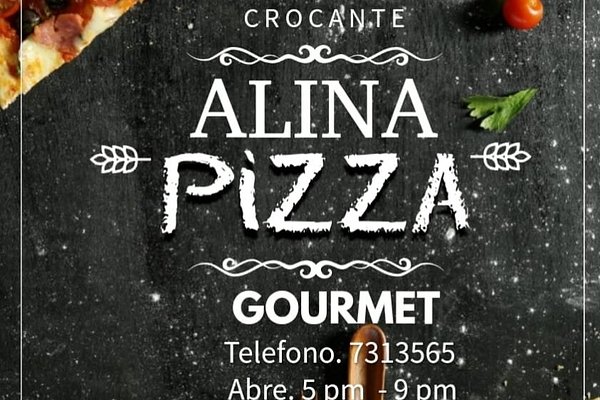 CROCANTE
ALINA
PiZZA
GOURMET
Telefono. 7313565
Abre. 5 pm - 9 pm